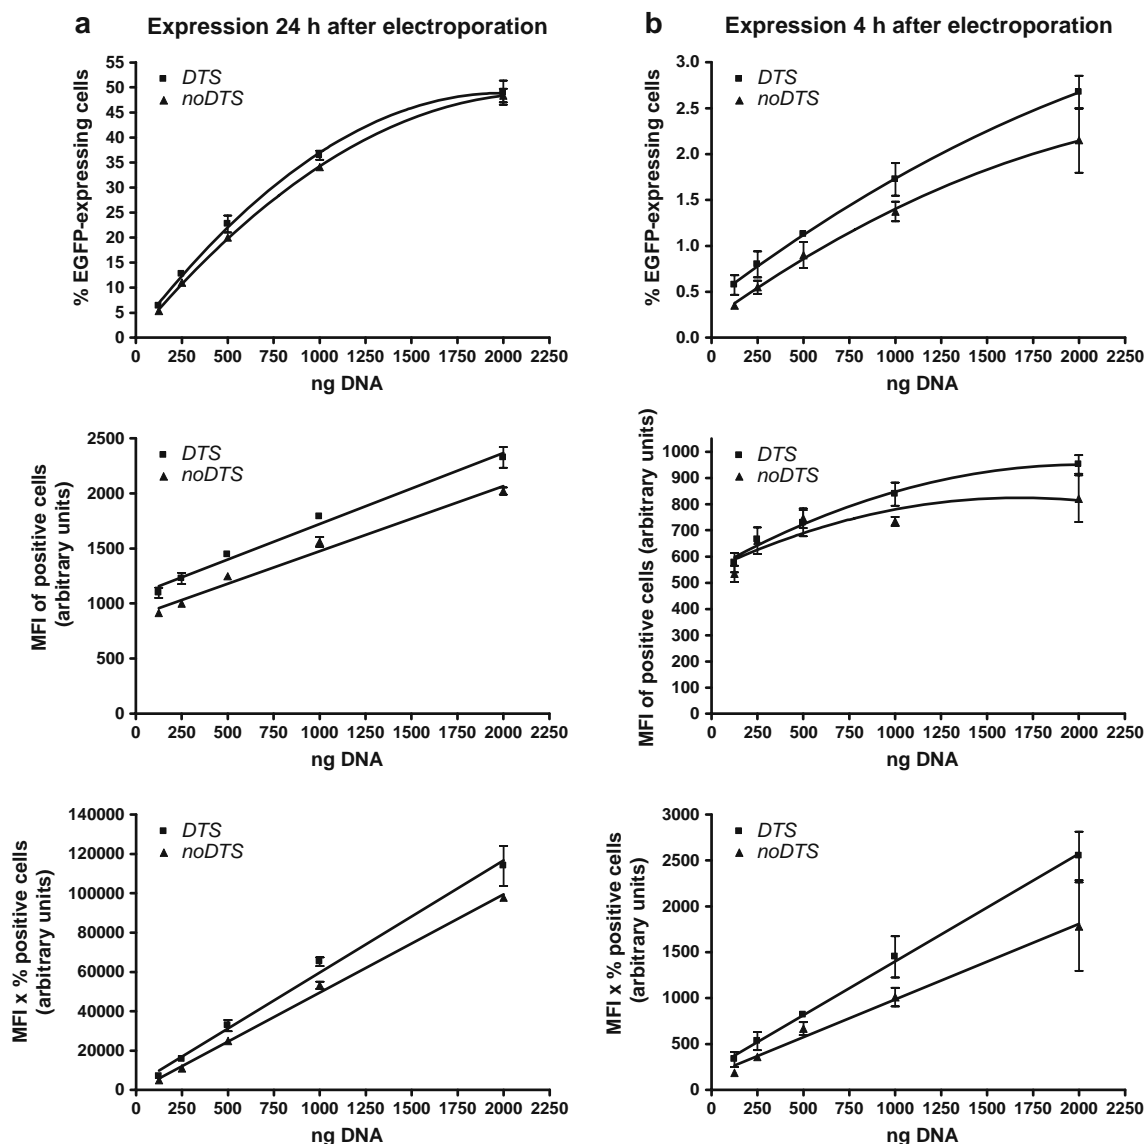 a Expression 24 h after electroporation
% EGFP-expressing cells
55
50
45
40
35
30
25
20
15
10
5
0
DTS
noDTS
0 250 500 750 1000 1250 1500 1750 2000 2250
ng DNA
MFI of positive cells
(arbitrary units)
2500
2000
1500
1000
500
0
DTS
noDTS
0 250 500 750 1000 1250 1500 1750 2000 2250
ng DNA
MFI x % positive cells
(arbitrary units)
140000
120000
100000
80000
60000
40000
20000
0
DTS
noDTS
0 250 500 750 1000 1250 1500 1750 2000 2250
ng DNA
b Expression 4 h after electroporation
% EGFP-expressing cells
3.0
2.5
2.0
1.5
1.0
0.5
0.0
DTS
noDTS
0 250 500 750 1000 1250 1500 1750 2000 2250
ng DNA
MFI of positive cells (arbitrary units)
1000
900
800
700
600
500
400
300
200
100
0
DTS
noDTS
0 250 500 750 1000 1250 1500 1750 2000 2250
ng DNA
MFI x % positive cells
(arbitrary units)
3000
2500
2000
1500
1000
500
0
DTS
noDTS
0 250 500 750 1000 1250 1500 1750 2000 2250
ng DNA